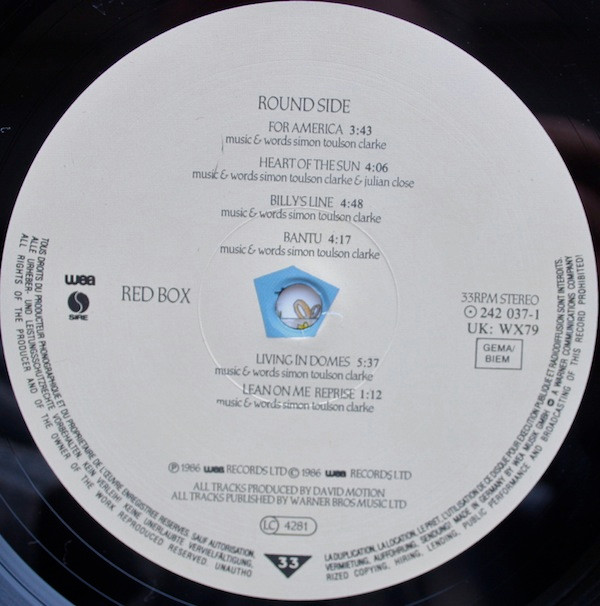 ROUND SIDE
FOR AMERICA 3:43
music & words simon toulson clarke
HEART OF THE SUN 4:06
music & words simon toulson clarke & julian close
BILLY'S LINE 4:48
music & words simon toulson clarke
BANTU 4:17
music & words simon toulson clarke
wea
SIRE
RED BOX
33RPM STEREO
242 037-1
UK: WX79
GEMA/
BIEM
LIVING IN DOMES 5:37
music & words simon toulson clarke
LEAN ON ME REPRISE 1:12
music & words simon toulson clarke
Ⓟ 1986 wea RECORDS LTD © 1986 wea RECORDS LTD
ALL TRACKS PRODUCED BY DAVID MOTION
ALL TRACKS PUBLISHED BY WARNER BROS MUSIC LTD
LC 4281
33
TOUS DROITS DU PRODUCTEUR PHONOGRAPHIQUE ET DU PROPRIETAIRE DE L'ŒUVRE ENREGISTREE RESERVES SAUF AUTORISATION,
ALLE URHEBER- UND LEISTUNGSSCHUTZRECHTE VORBEHALTEN. KEIN VERLEIH! KEINE UNERLAUBTE VERVIELFÄLTIGUNG,
ALL RIGHTS OF THE PRODUCER AND OF THE OWNER OF THE WORK REPRODUCED RESERVED. UNAUTHO
LA DUPLICATION, LA LOCATION, LE PRET, L'UTILISATION DE CE DISQUE POUR EXECUTION PUBLIQUE ET RADIODIFFUSION SONT INTERDITS.
VERMIETUNG, AUFFÜHRUNG, SENDUNG! MADE IN GERMANY BY WEA MUSIK GMBH. A WARNER COMMUNICATIONS COMPANY
RIZED COPYING, HIRING, LENDING, PUBLIC PERFORMANCE AND BROADCASTING OF THIS RECORD PROHIBITED!